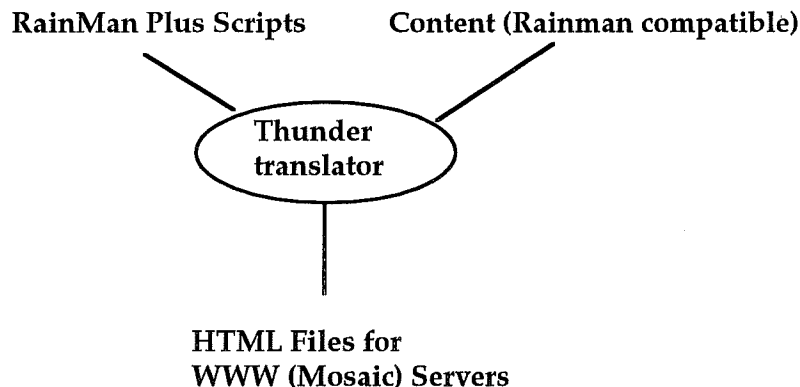 RainMan Plus Scripts
Content (Rainman compatible)
Thunder
translator
HTML Files for
WWW (Mosaic) Servers